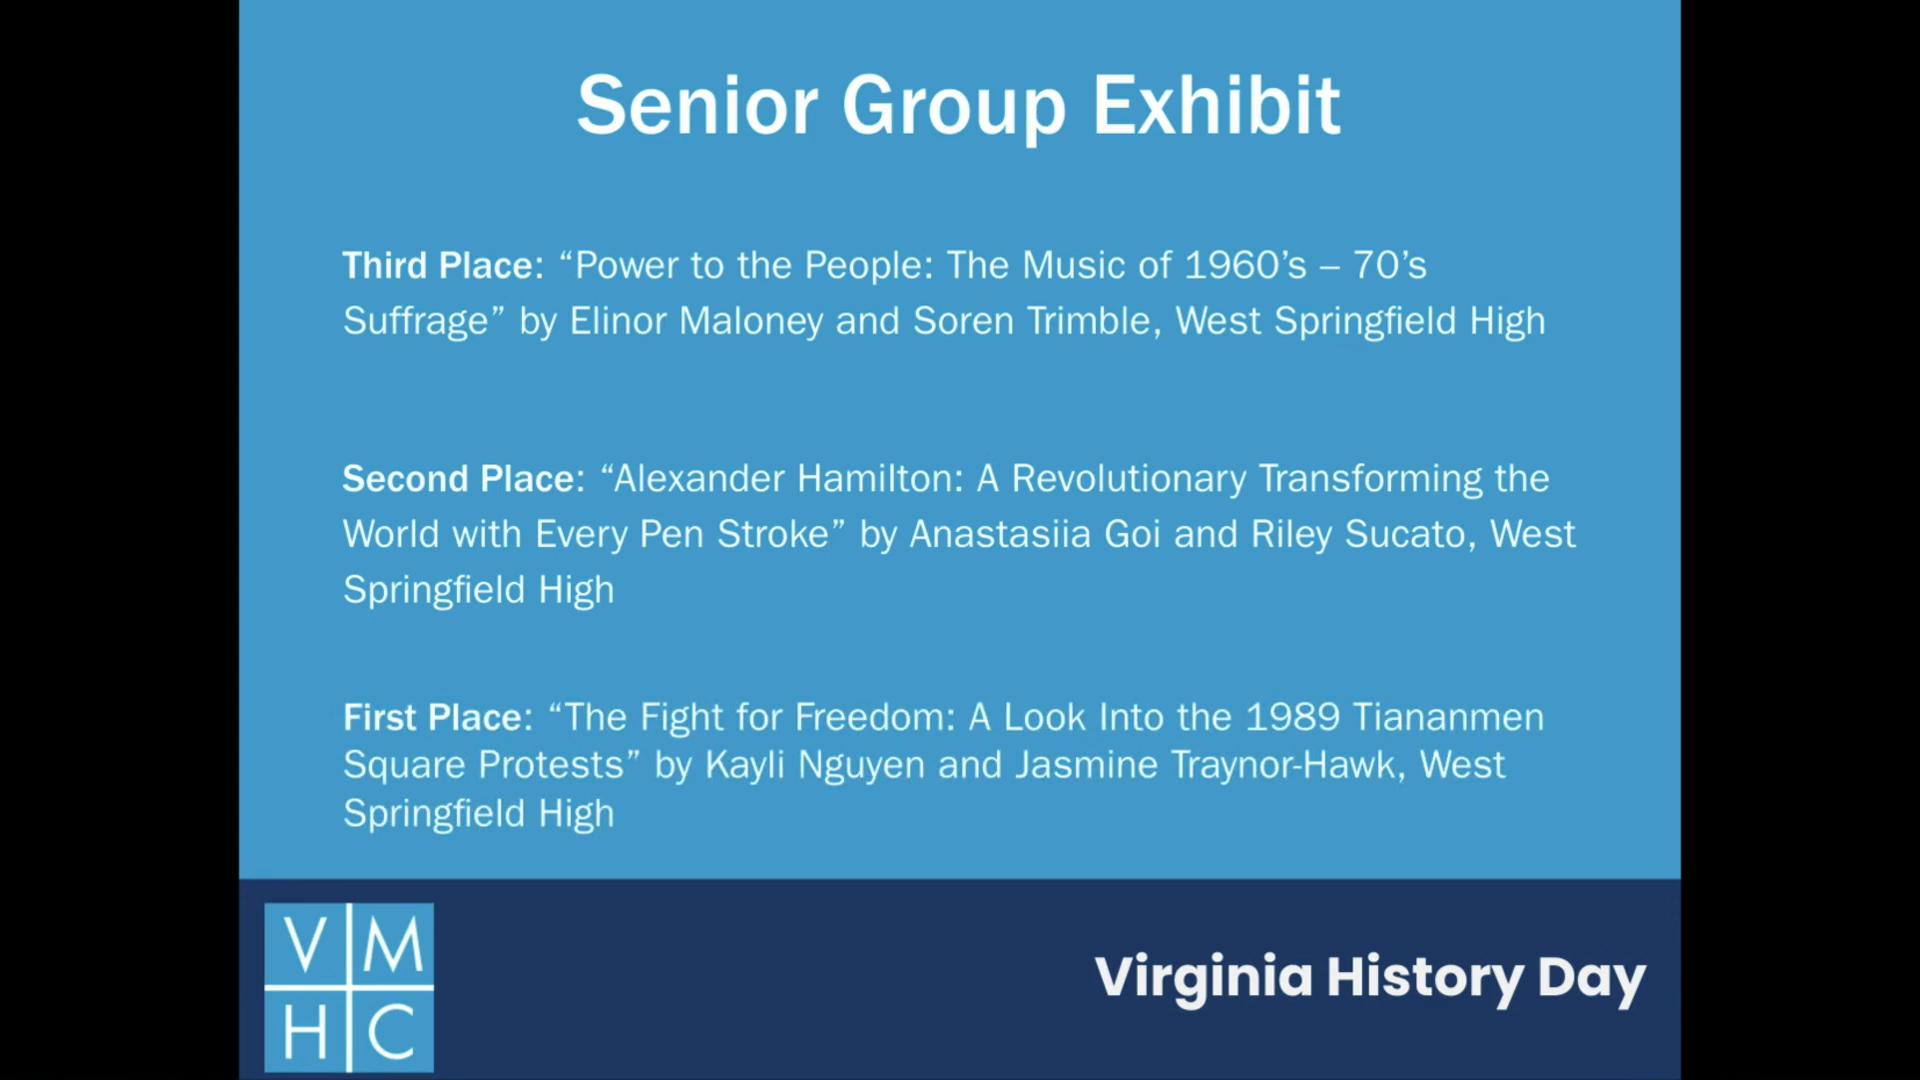 Senior Group Exhibit
Third Place: “Power to the People: The Music of 1960’s – 70’s
Suffrage” by Elinor Maloney and Soren Trimble, West Springfield High
Second Place: “Alexander Hamilton: A Revolutionary Transforming the
World with Every Pen Stroke” by Anastasiia Goi and Riley Sucato, West
Springfield High
First Place: “The Fight for Freedom: A Look Into the 1989 Tiananmen
Square Protests” by Kayli Nguyen and Jasmine Traynor-Hawk, West
Springfield High
V M
H C
Virginia History Day